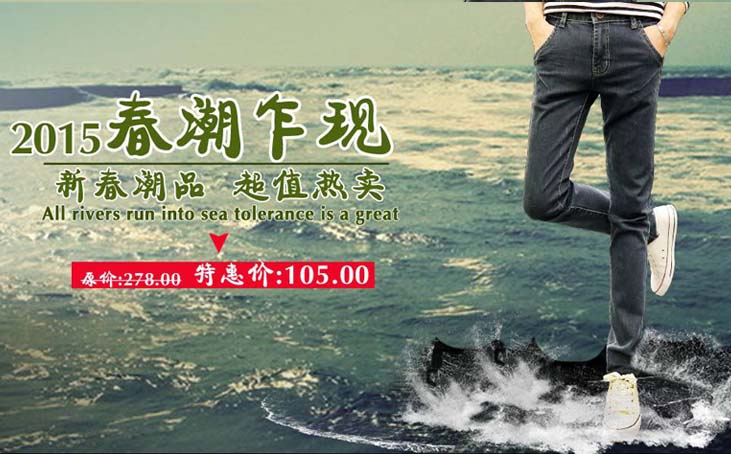 2015春潮乍现
新春潮品 超值热卖
All rivers run into sea tolerance is a great
原价:278.00 特惠价:105.00